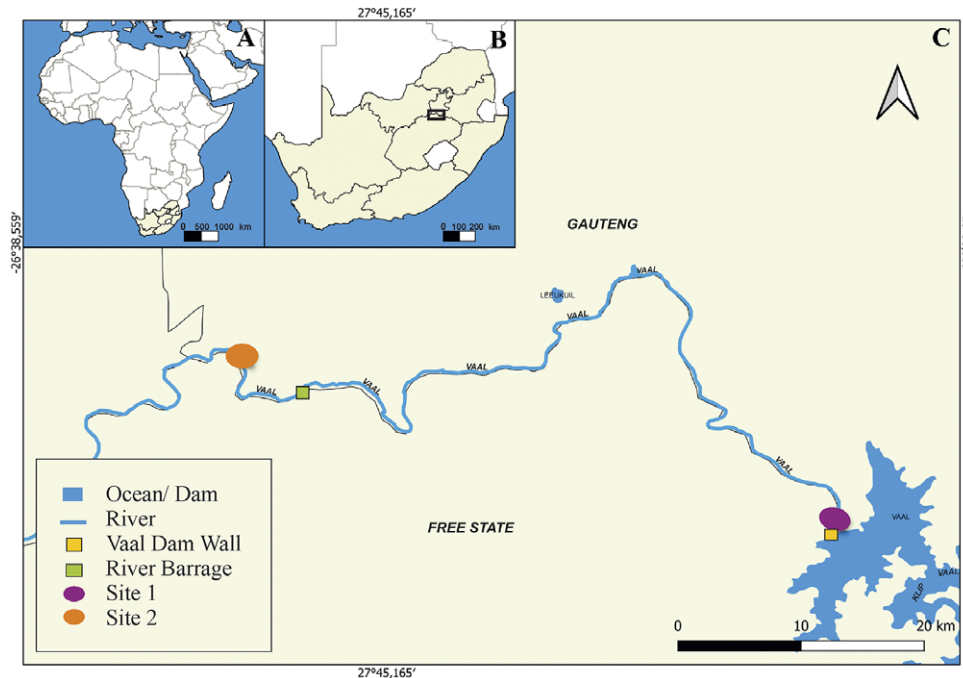 27°45,165′
A
B
C
0 500 1000 km
0 100 200 km
-26°38,559′
GAUTENG
VAAL
LEEUKUIL
VAAL
VAAL
VAAL
VAAL
VAAL
VAAL
VAAL
KLIP
FREE STATE
Ocean/ Dam
River
Vaal Dam Wall
River Barrage
Site 1
Site 2
0 10 20 km
27°45,165′